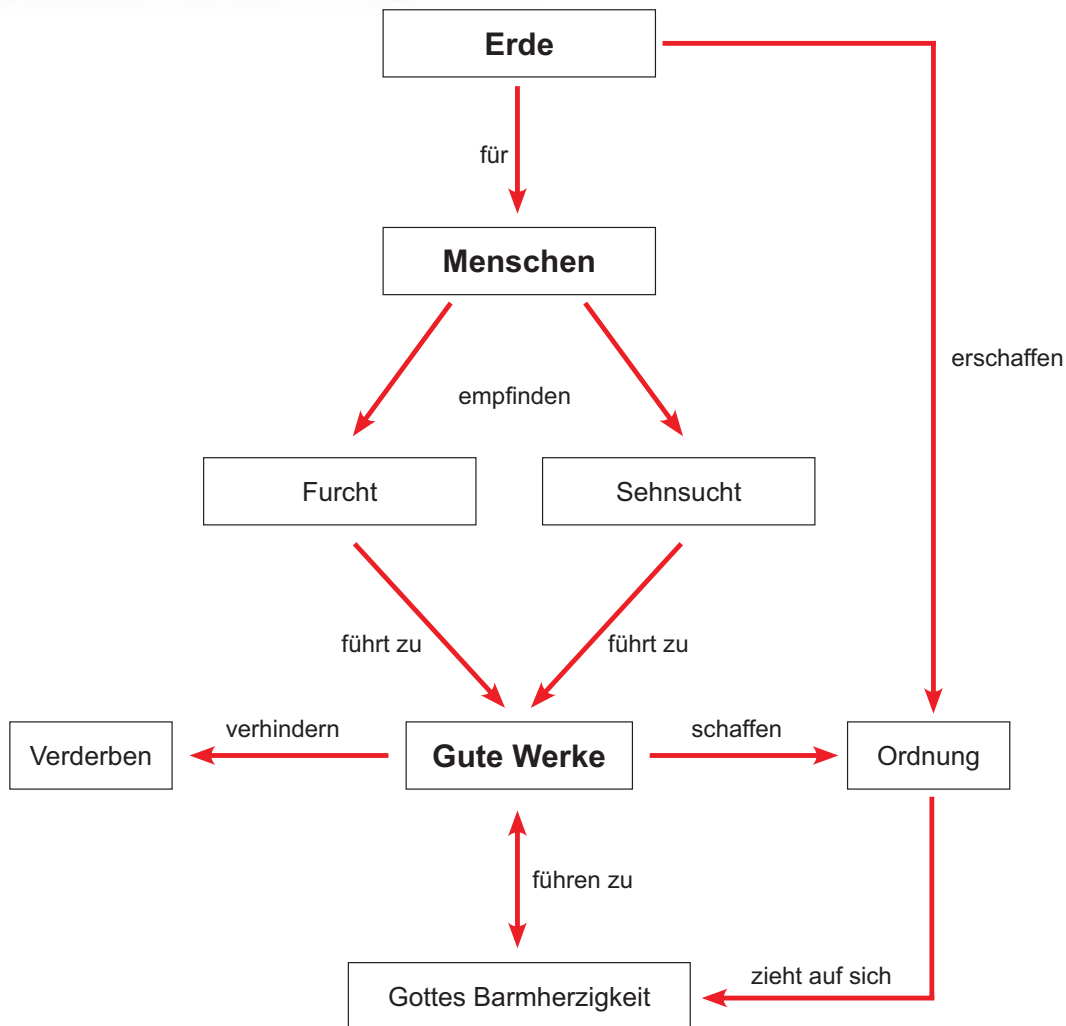 Erde
für
Menschen
erschaffen
empfinden
Furcht
Sehnsucht
führt zu
führt zu
verhindern
schaffen
Verderben
Gute Werke
Ordnung
führen zu
zieht auf sich
Gottes Barmherzigkeit